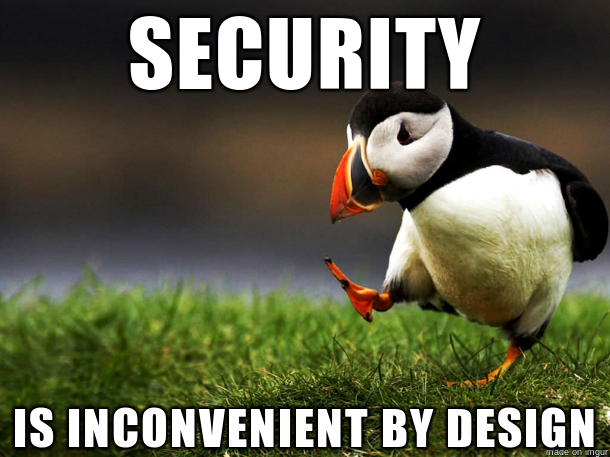 SECURITY
IS INCONVENIENT BY DESIGN
made on imgur